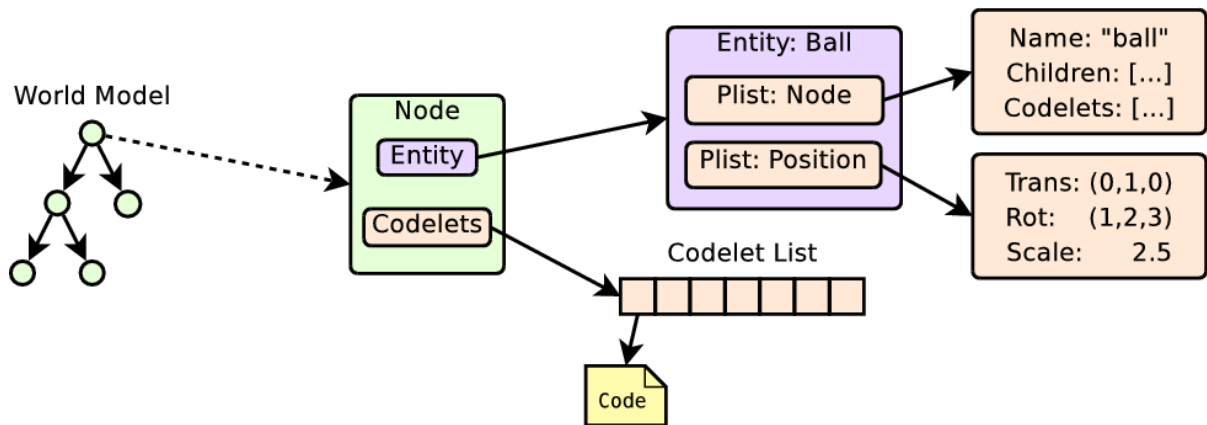 World Model
Node
Entity
Codelets
Entity: Ball
Plist: Node
Plist: Position
Name: "ball"
Children: [...]
Codelets: [...]
Trans: (0,1,0)
Rot: (1,2,3)
Scale: 2.5
Codelet List
Code